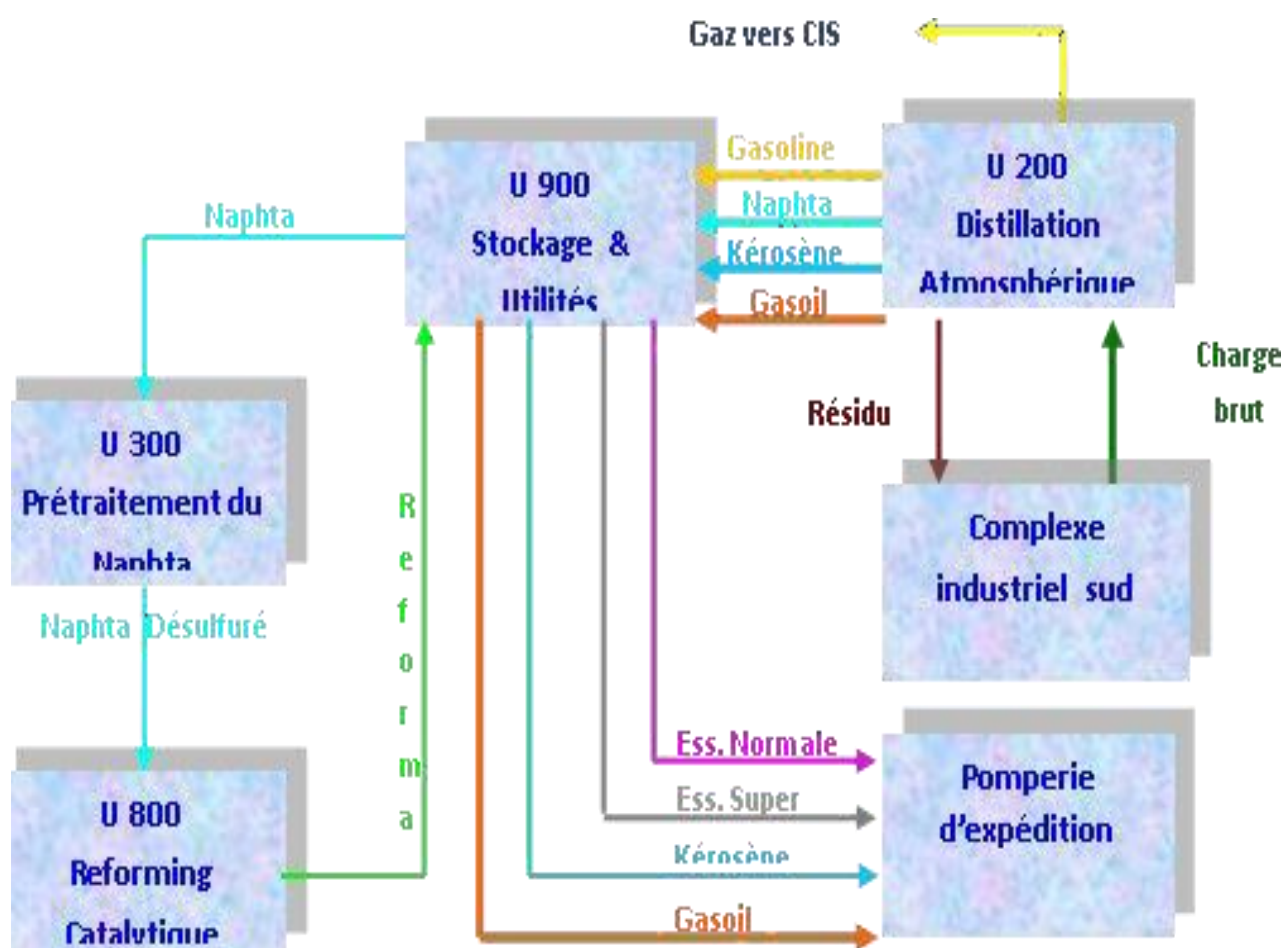 Gaz vers CIS
U 200
Distillation
Atmosphérique
Gasoline
Naphta
Kérosène
Gasoil
U 900
Stockage &
Utilités
Naphta
Charge
brut
Résidu
U 300
Prétraitement du
Naphta
Naphta Désulfuré
R
e
f
o
r
m
a
Complexe
industriel sud
U 800
Reforming
Catalytique
Ess. Normale
Ess. Super
Kérosène
Gasoil
Pomperie
d'expédition